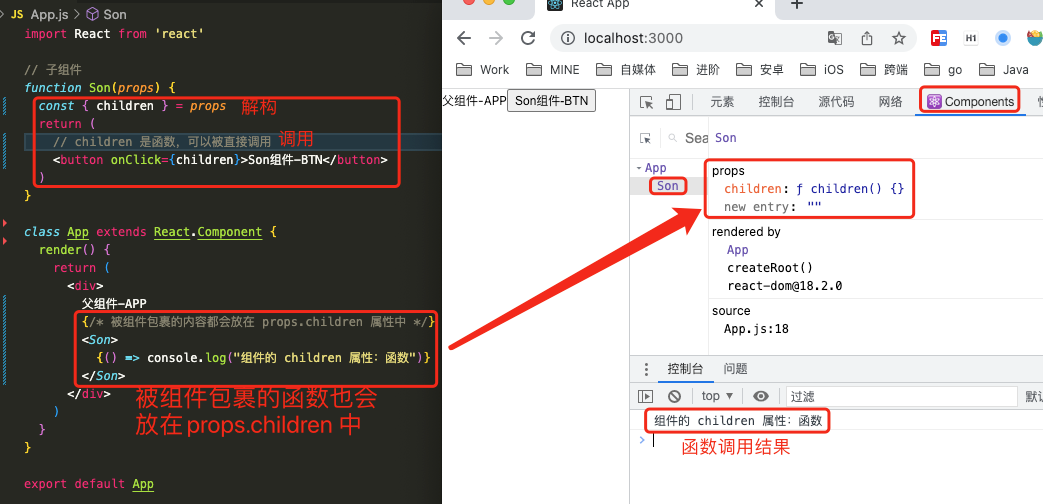 JS App.js > Son
import React from 'react'
// 子组件
function Son(props) {
const { children } = props 解构
return (
// children 是函数，可以被直接调用 调用
<button onClick={children}>Son组件-BTN</button>
)
}
class App extends React.Component {
render() {
return (
<div>
父组件-APP
{/* 被组件包裹的内容都会放在 props.children 属性中 */}
<Son>
{() => console.log("组件的 children 属性：函数")}
</Son>
</div>
)
}
}
export default App
被组件包裹的函数也会
放在 props.children 中
React App
localhost:3000
Work MINE 自媒体 进阶 安卓 iOS 跨端 go Java
父组件-APP Son组件-BTN
元素 控制台 源代码 网络 Components
Sea Son
App
Son
props
children: ƒ children() {}
new entry: ""
rendered by
App
createRoot()
react-dom@18.2.0
source
App.js:18
控制台 问题
top 过滤 默
组件的 children 属性：函数
函数调用结果